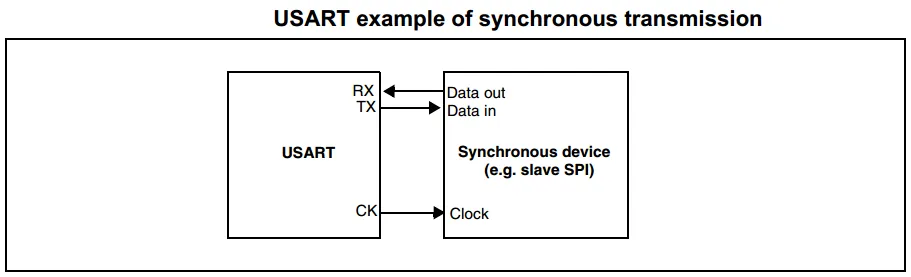 USART example of synchronous transmission
RX
Data out
TX
Data in
USART
Synchronous device
(e.g. slave SPI)
CK
Clock